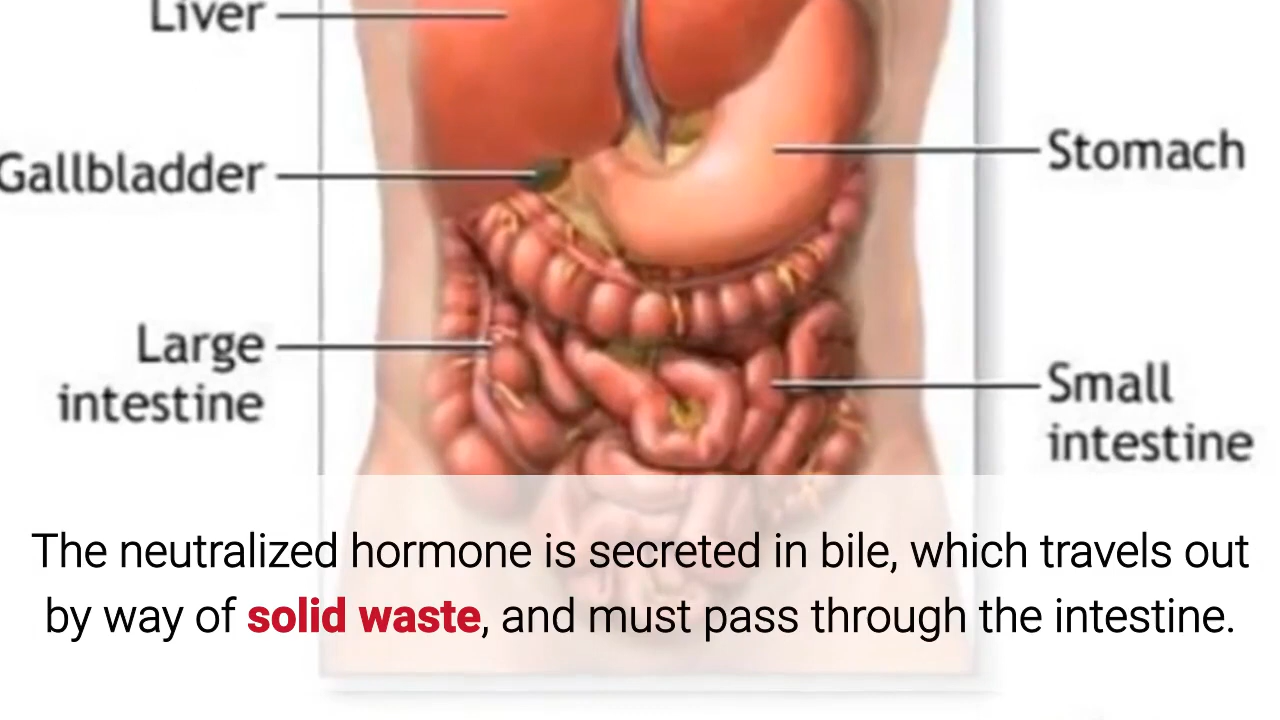 Liver
Gallbladder
Stomach
Large
intestine
Small
intestine
The neutralized hormone is secreted in bile, which travels out
by way of solid waste, and must pass through the intestine.